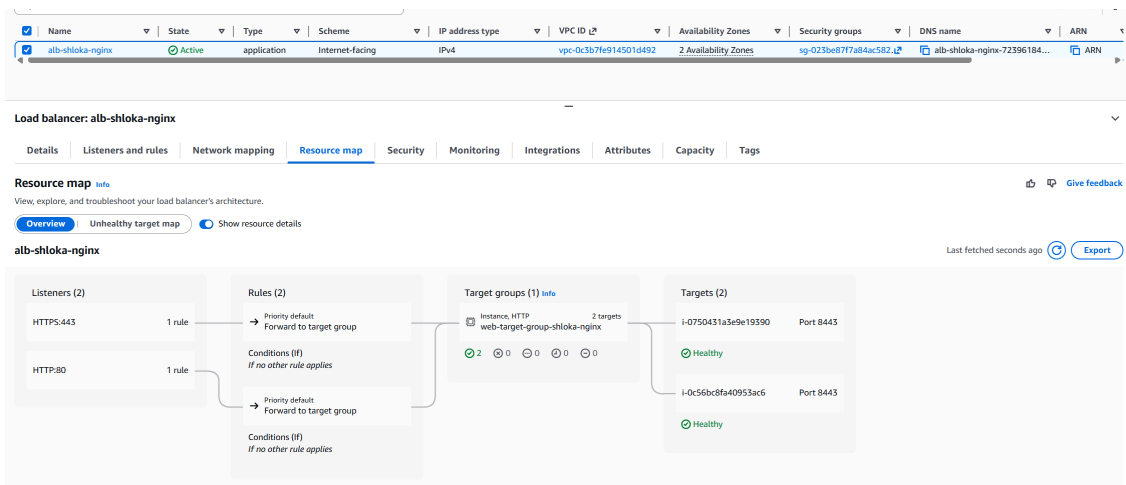 Name State Type Scheme IP address type VPC ID Availability Zones Security groups DNS name ARN
alb-shloka-nginx Active application Internet-facing IPv4 vpc-0c3b7fe914501d492 2 Availability Zones sg-023be87f7a84ac582... alb-shloka-nginx-72396184... ARN
Load balancer: alb-shloka-nginx
Details Listeners and rules Network mapping Resource map Security Monitoring Integrations Attributes Capacity Tags
Resource map Info
Give feedback
View, explore, and troubleshoot your load balancer's architecture.
Overview Unhealthy target map Show resource details
alb-shloka-nginx
Last fetched seconds ago Export
Listeners (2)
HTTPS:443 1 rule
HTTP:80 1 rule
Rules (2)
Priority default
Forward to target group
Conditions (If)
If no other rule applies
Priority default
Forward to target group
Conditions (If)
If no other rule applies
Target groups (1) Info
Instance, HTTP 2 targets
web-target-group-shloka-nginx
2 0 0 0 0
Targets (2)
i-0750431a3e9e19390 Port 8443
Healthy
i-0c56bc8fa40953ac6 Port 8443
Healthy